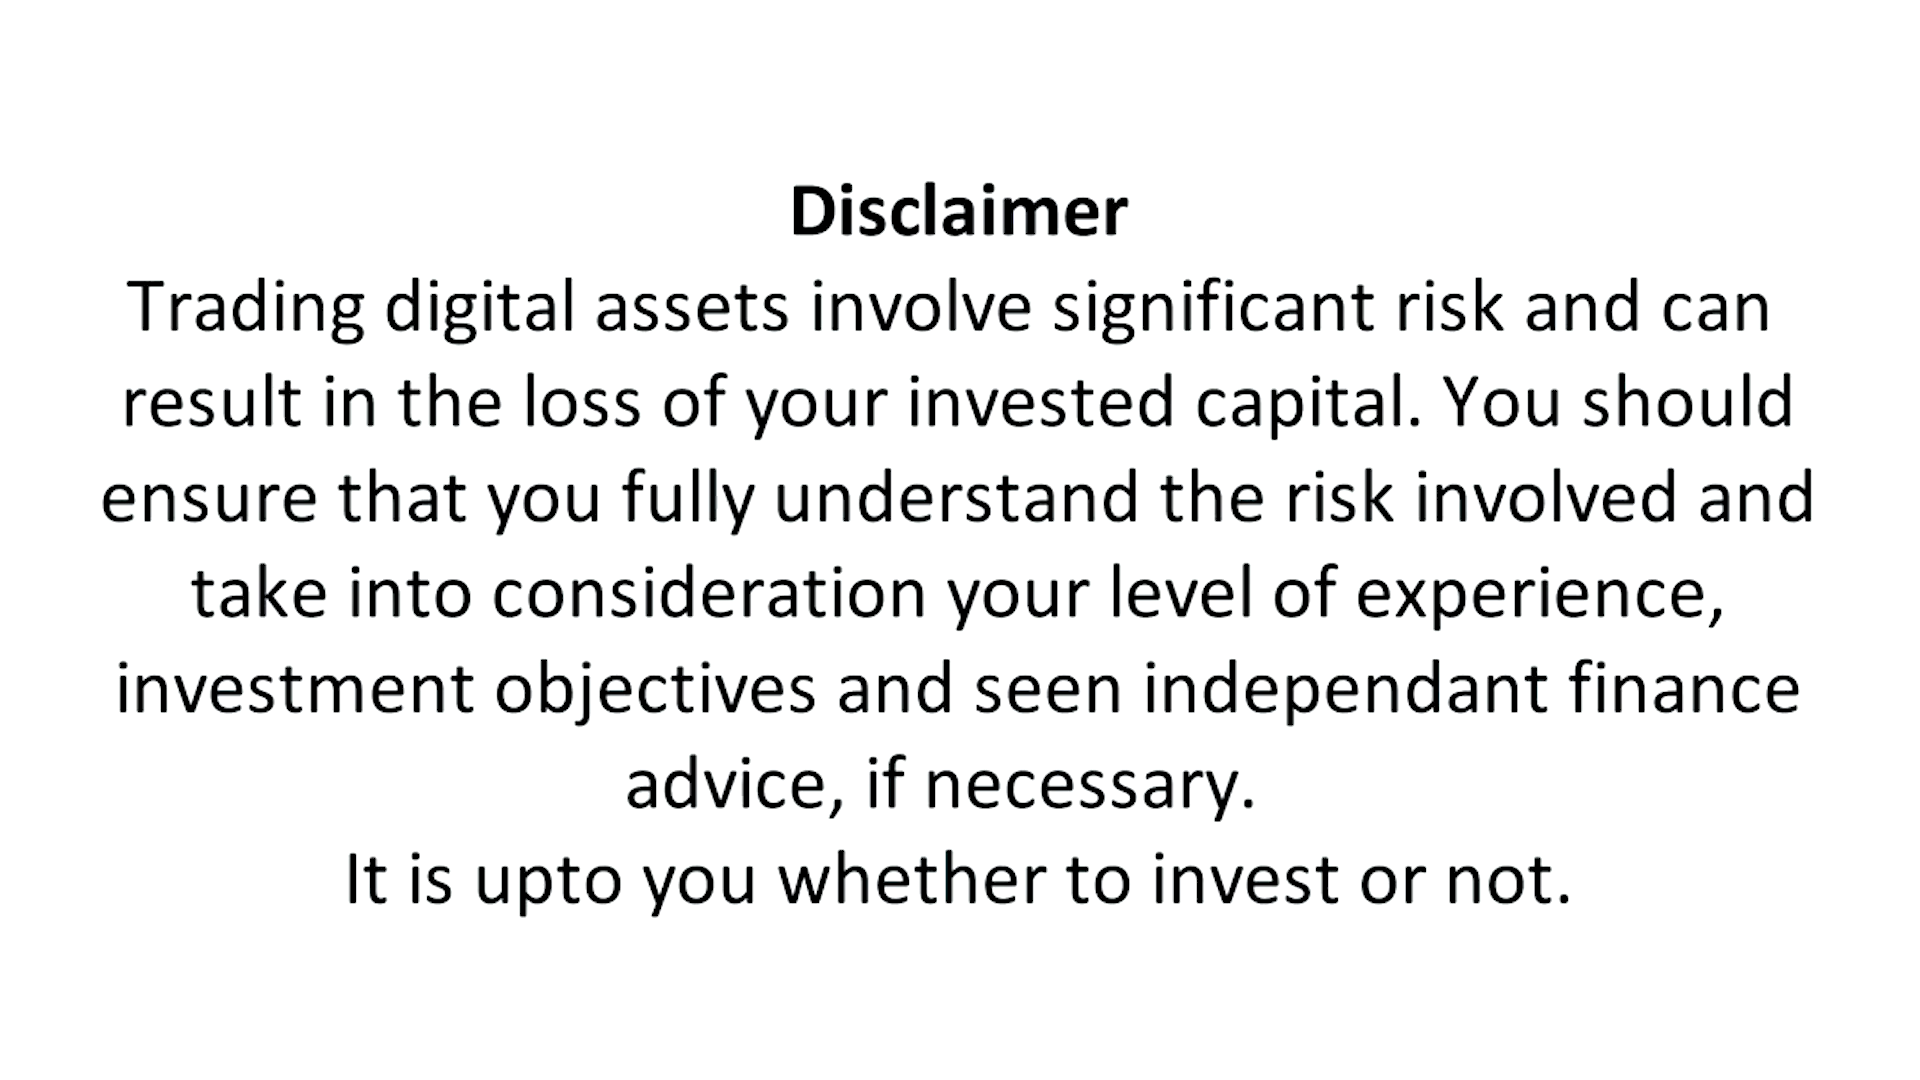 Disclaimer
Trading digital assets involve significant risk and can
result in the loss of your invested capital. You should
ensure that you fully understand the risk involved and
take into consideration your level of experience,
investment objectives and seen independant finance
advice, if necessary.
It is upto you whether to invest or not.